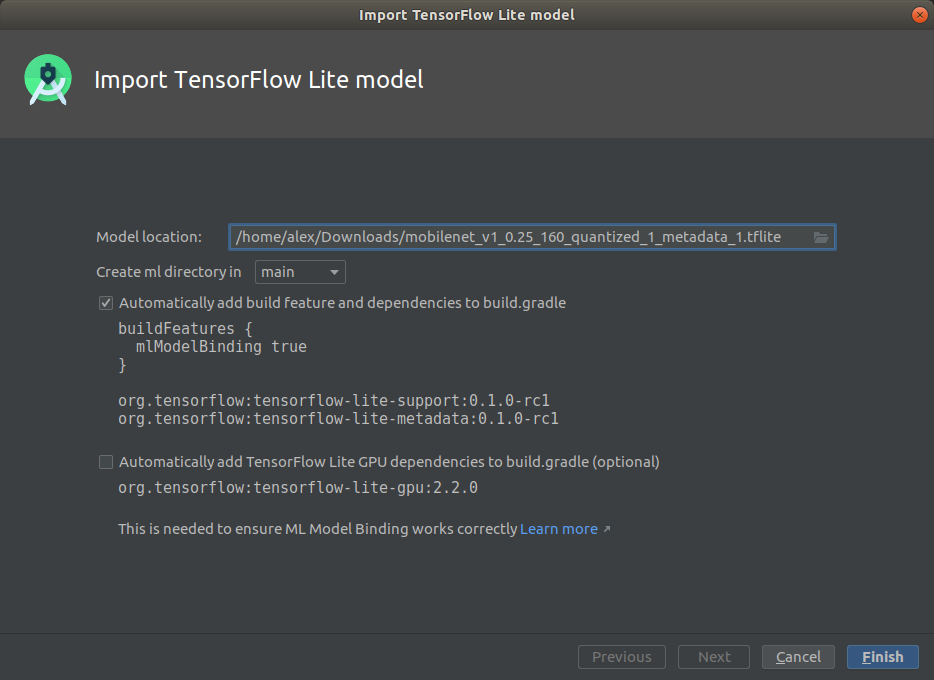 Import TensorFlow Lite model
Import TensorFlow Lite model
Model location: /home/alex/Downloads/mobilenet_v1_0.25_160_quantized_1_metadata_1.tflite
Create ml directory in main
Automatically add build feature and dependencies to build.gradle
buildFeatures {
  mlModelBinding true
}
org.tensorflow:tensorflow-lite-support:0.1.0-rc1
org.tensorflow:tensorflow-lite-metadata:0.1.0-rc1
Automatically add TensorFlow Lite GPU dependencies to build.gradle (optional)
org.tensorflow:tensorflow-lite-gpu:2.2.0
This is needed to ensure ML Model Binding works correctly Learn more
Previous Next Cancel Finish